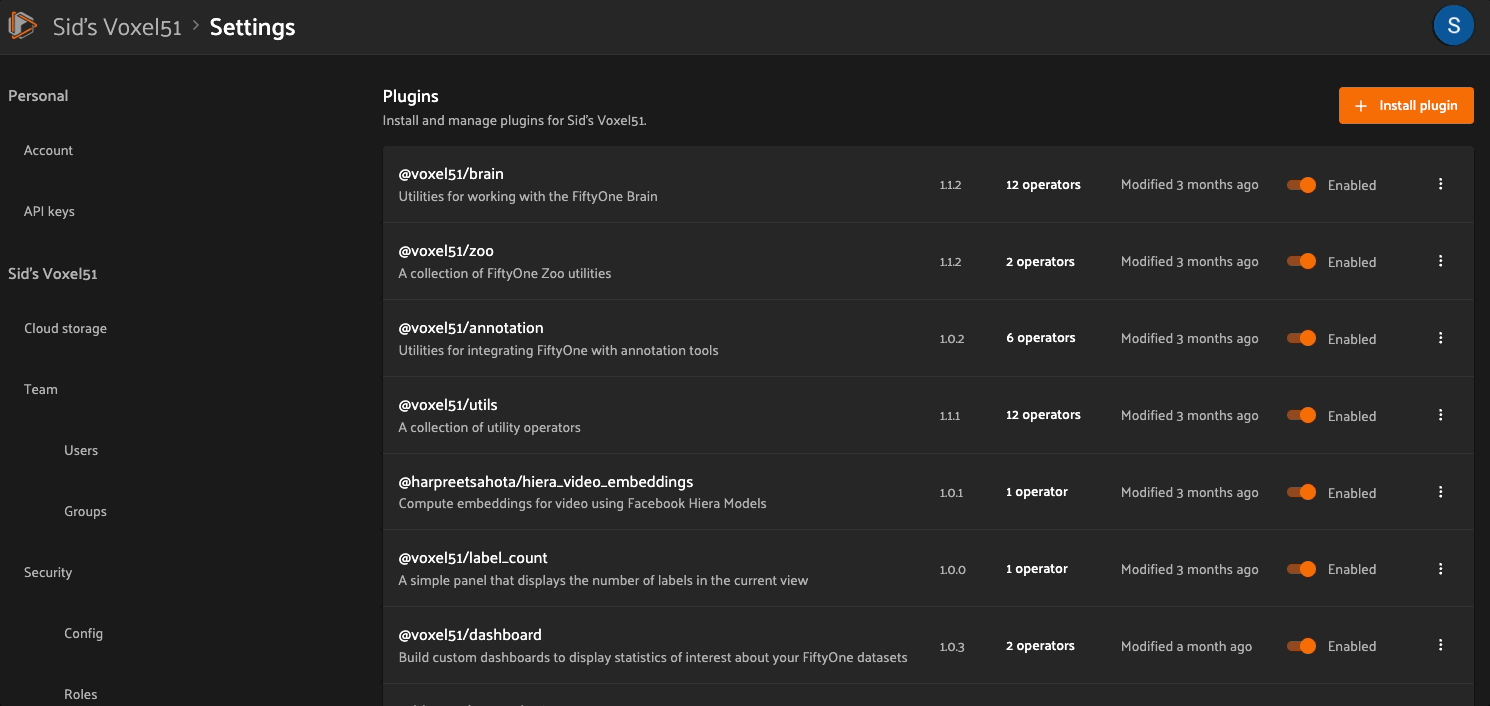 Sid's Voxel51 > Settings
S
Personal
Account
API keys
Sid's Voxel51
Cloud storage
Team
Users
Groups
Security
Config
Roles
Plugins
Install and manage plugins for Sid's Voxel51.
+ Install plugin
@voxel51/brain
Utilities for working with the FiftyOne Brain
1.1.2 12 operators Modified 3 months ago Enabled
@voxel51/zoo
A collection of FiftyOne Zoo utilities
1.1.2 2 operators Modified 3 months ago Enabled
@voxel51/annotation
Utilities for integrating FiftyOne with annotation tools
1.0.2 6 operators Modified 3 months ago Enabled
@voxel51/utils
A collection of utility operators
1.1.1 12 operators Modified 3 months ago Enabled
@harpreetsahota/hiera_video_embeddings
Compute embeddings for video using Facebook Hiera Models
1.0.1 1 operator Modified 3 months ago Enabled
@voxel51/label_count
A simple panel that displays the number of labels in the current view
1.0.0 1 operator Modified 3 months ago Enabled
@voxel51/dashboard
Build custom dashboards to display statistics of interest about your FiftyOne datasets
1.0.3 2 operators Modified a month ago Enabled